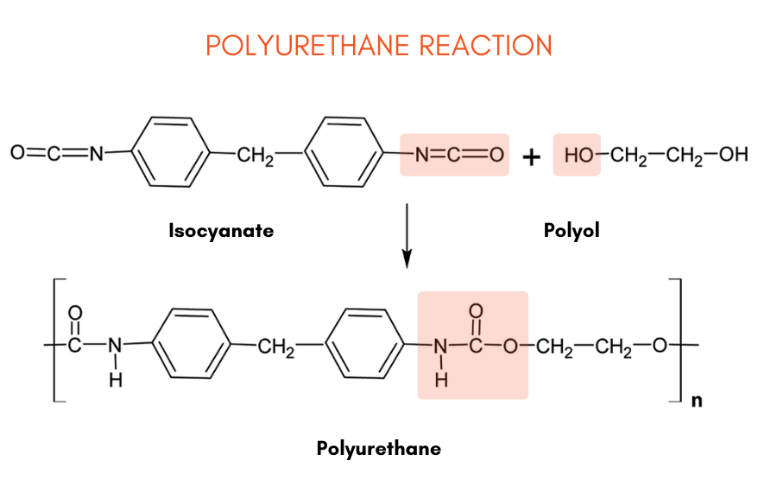 POLYURETHANE REACTION
O=C=N CH₂ N=C=O + HO-CH₂-CH₂-OH
Isocyanate Polyol
O O
C-N CH₂ N-C-O-CH₂-CH₂-O
H H
n
Polyurethane